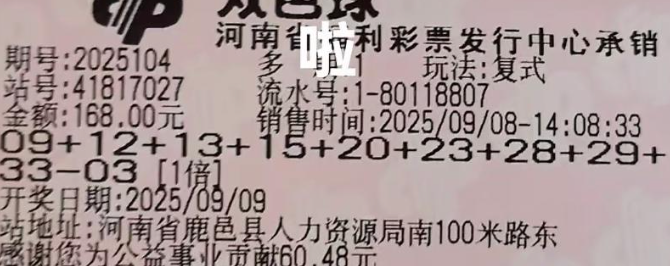 双色球
河南省福利彩票发行中心承销
啦
期号:2025104 多期:1 玩法:复式
站号:41817027 流水号:1-80118807
金额:168.00元 销售时间:2025/09/08-14:08:33
09+12+13+15+20+23+28+29+
33-03 [1倍]
开奖日期:2025/09/09
站地址:河南省鹿邑县人力资源局南100米路东
感谢您为公益事业贡献60.48元